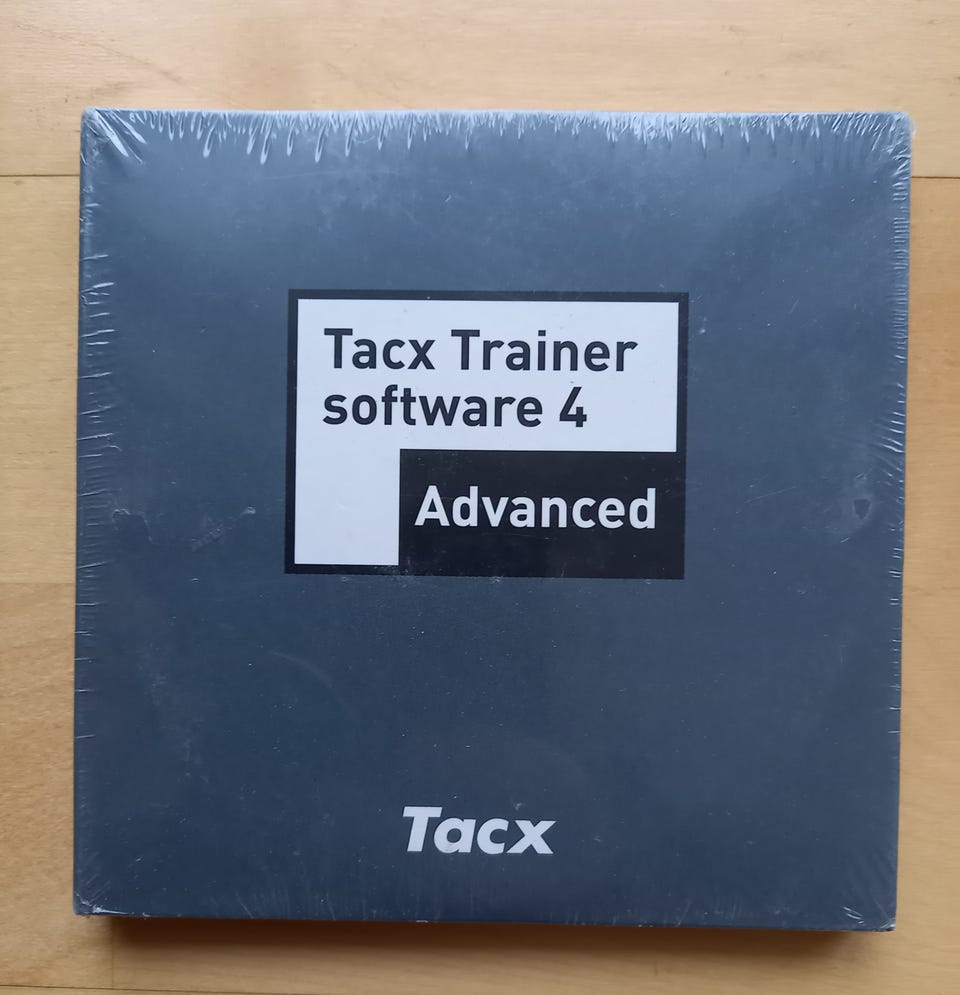 Tacx Trainer
software 4
Advanced
Tacx